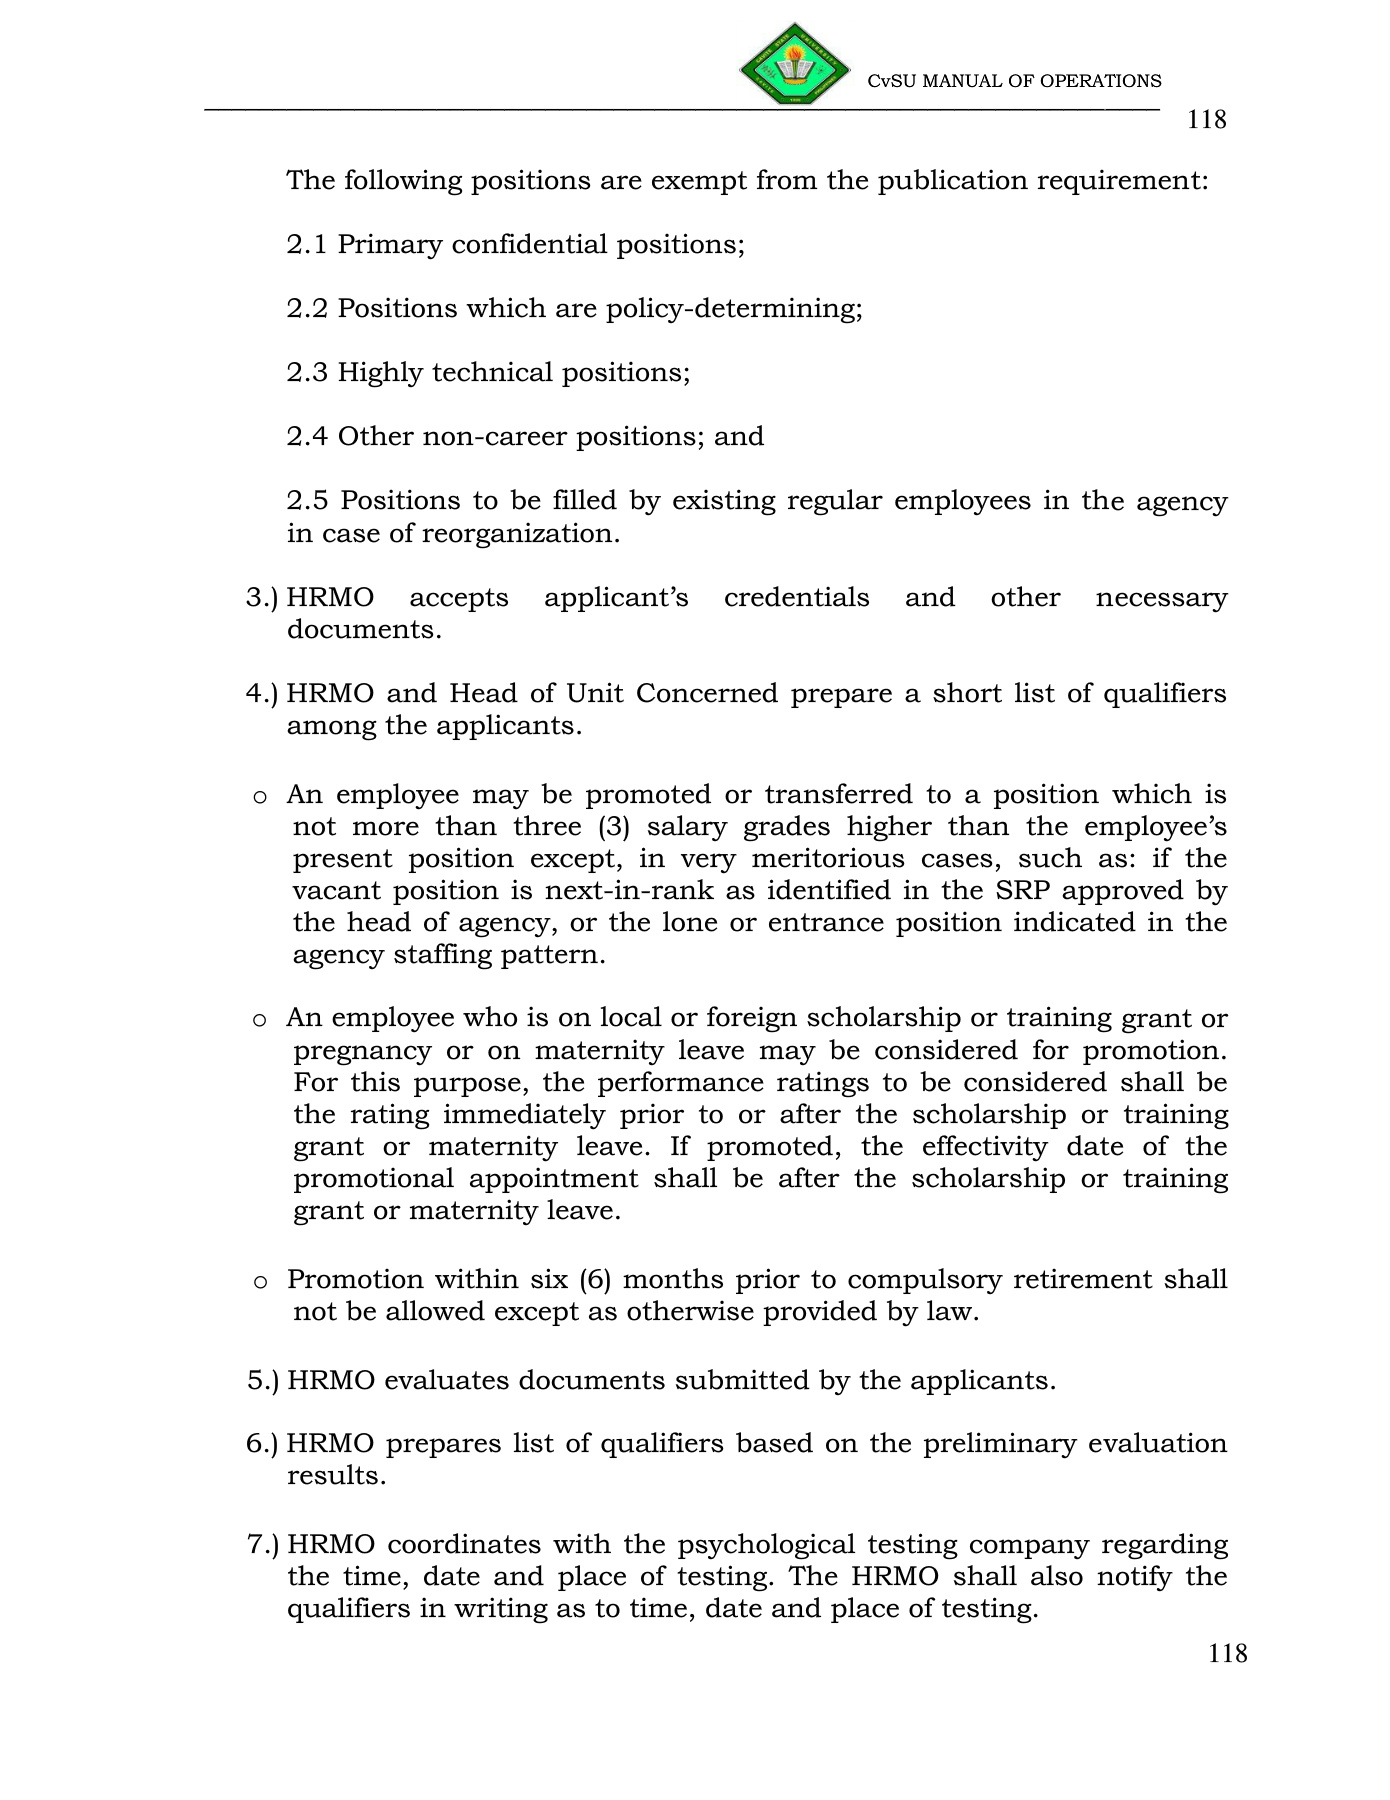 CvSU MANUAL OF OPERATIONS
118
The following positions are exempt from the publication requirement:
2.1 Primary confidential positions;
2.2 Positions which are policy-determining;
2.3 Highly technical positions;
2.4 Other non-career positions; and
2.5 Positions to be filled by existing regular employees in the agency
in case of reorganization.
3.) HRMO accepts applicant’s credentials and other necessary
documents.
4.) HRMO and Head of Unit Concerned prepare a short list of qualifiers
among the applicants.
o An employee may be promoted or transferred to a position which is
not more than three (3) salary grades higher than the employee’s
present position except, in very meritorious cases, such as: if the
vacant position is next-in-rank as identified in the SRP approved by
the head of agency, or the lone or entrance position indicated in the
agency staffing pattern.
o An employee who is on local or foreign scholarship or training grant or
pregnancy or on maternity leave may be considered for promotion.
For this purpose, the performance ratings to be considered shall be
the rating immediately prior to or after the scholarship or training
grant or maternity leave. If promoted, the effectivity date of the
promotional appointment shall be after the scholarship or training
grant or maternity leave.
o Promotion within six (6) months prior to compulsory retirement shall
not be allowed except as otherwise provided by law.
5.) HRMO evaluates documents submitted by the applicants.
6.) HRMO prepares list of qualifiers based on the preliminary evaluation
results.
7.) HRMO coordinates with the psychological testing company regarding
the time, date and place of testing. The HRMO shall also notify the
qualifiers in writing as to time, date and place of testing.
118